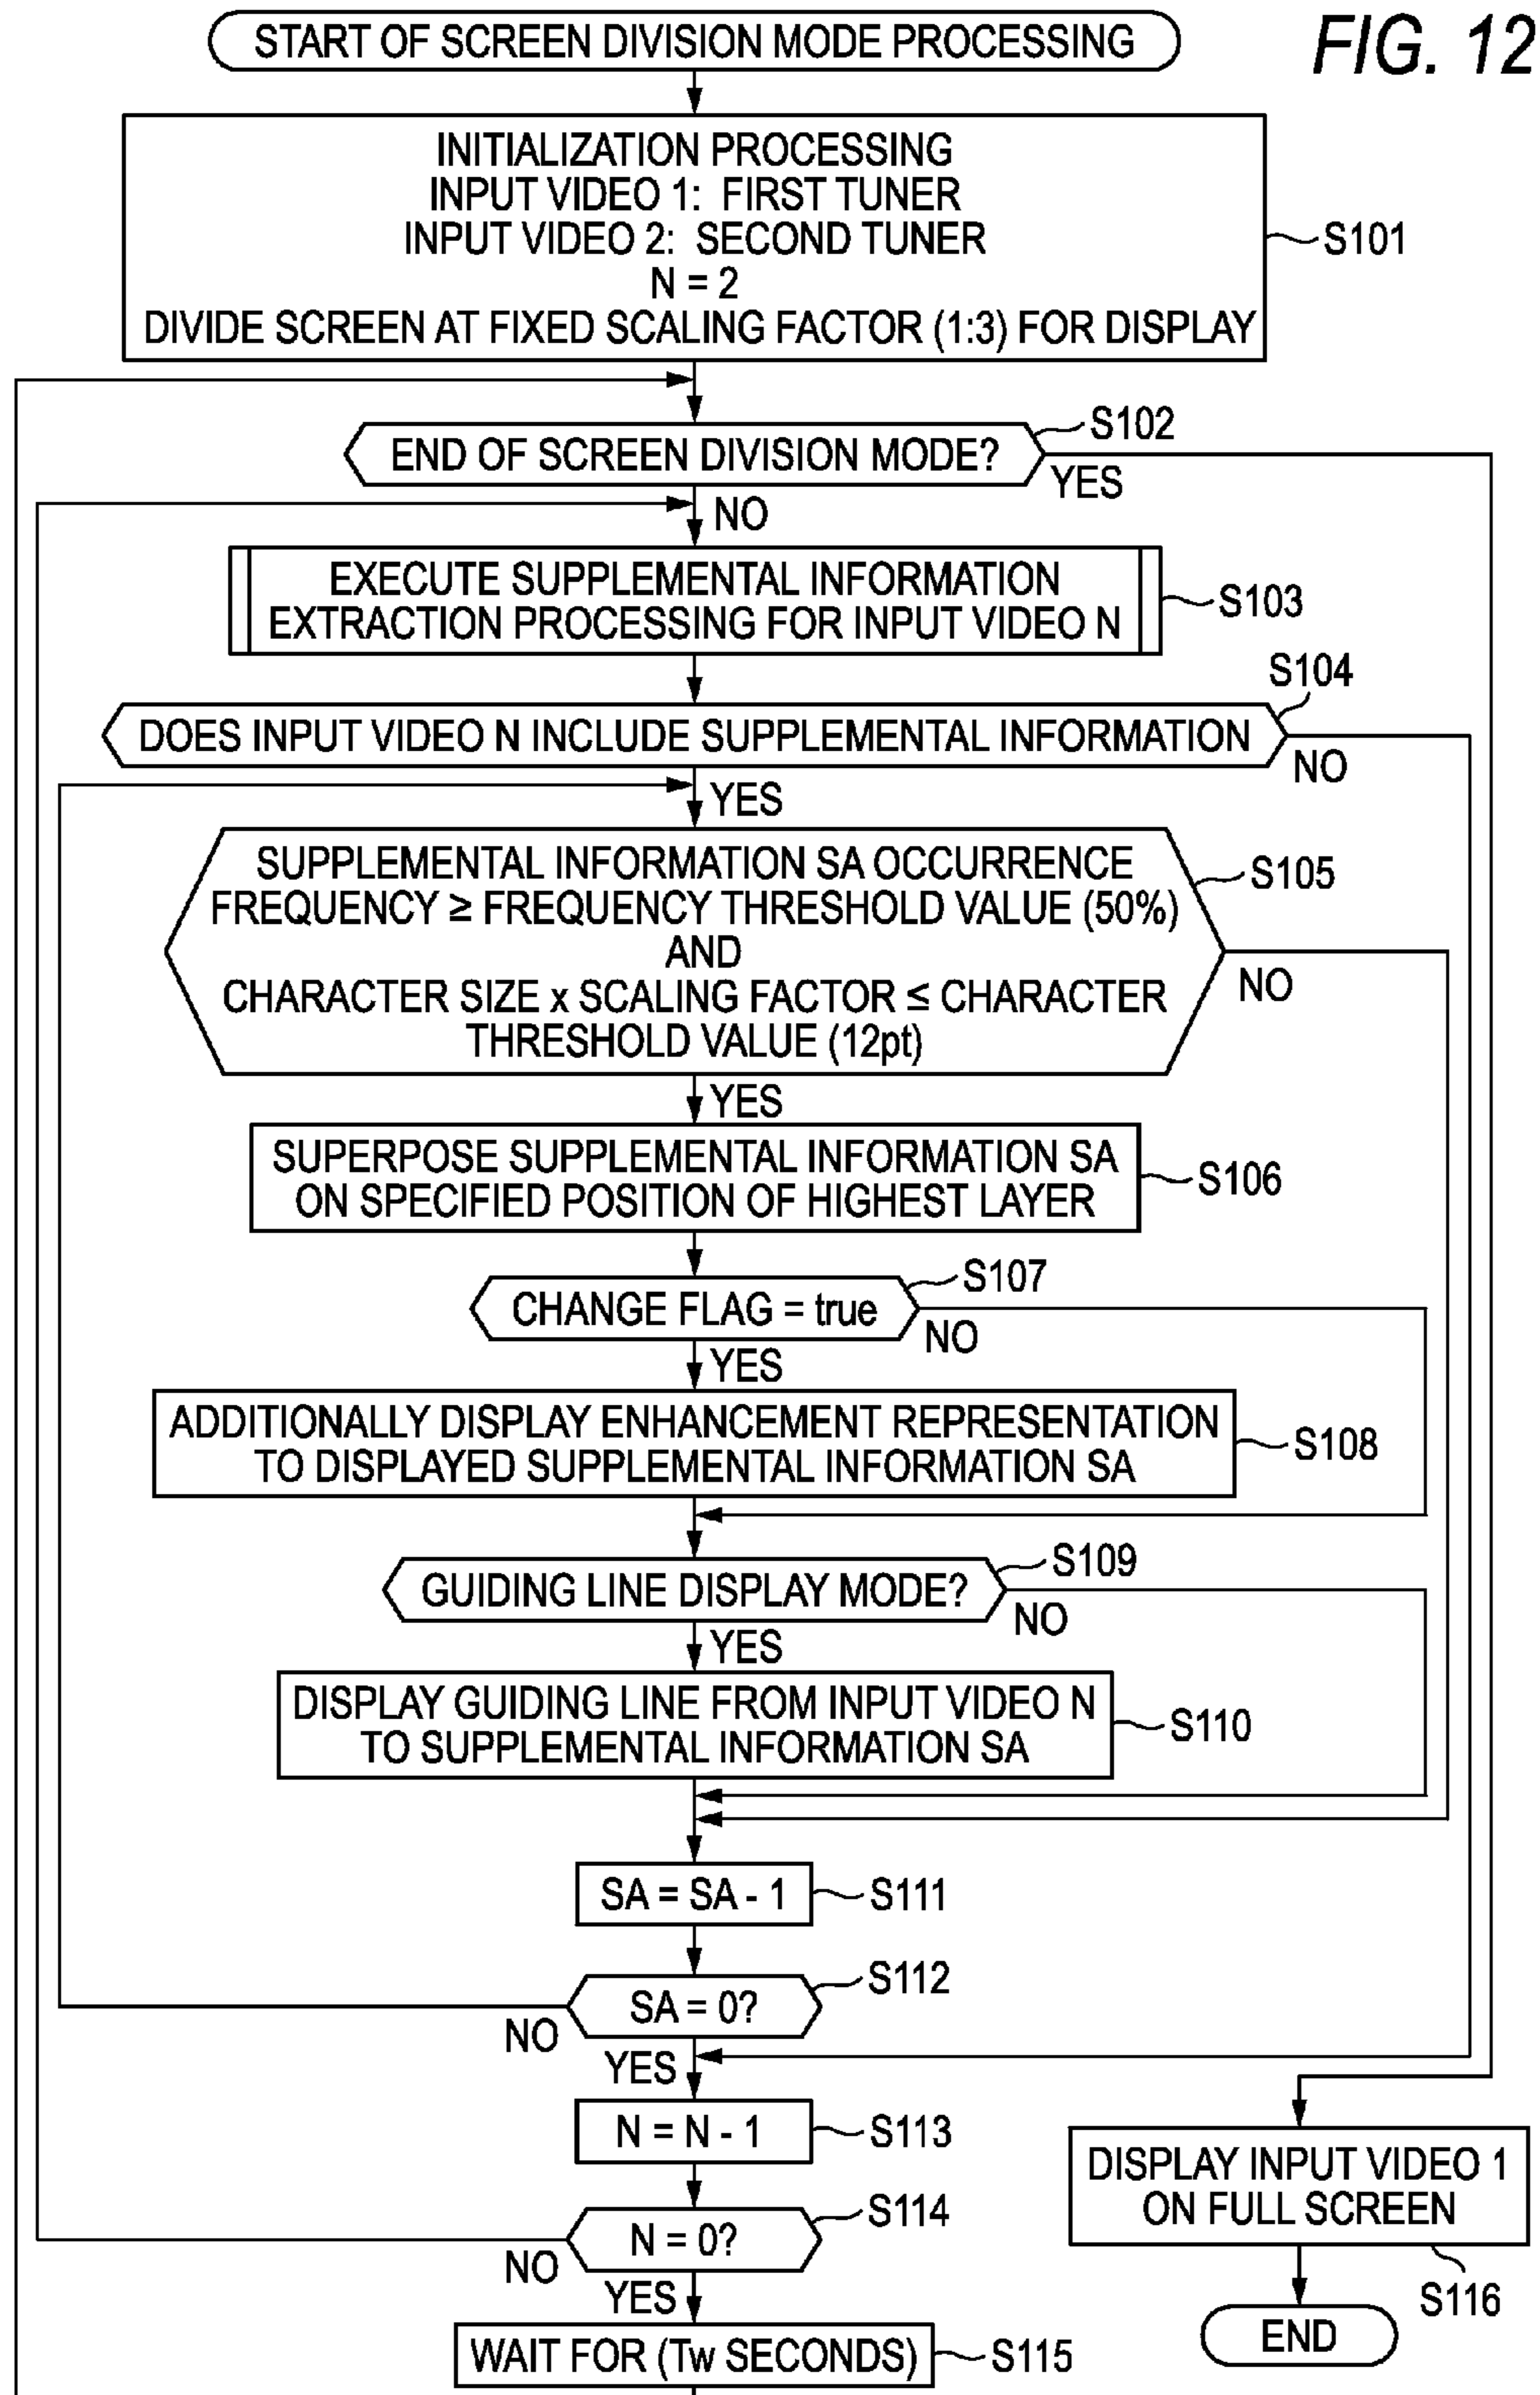 FIG. 12
START OF SCREEN DIVISION MODE PROCESSING
INITIALIZATION PROCESSING
INPUT VIDEO 1: FIRST TUNER
INPUT VIDEO 2: SECOND TUNER
N = 2
DIVIDE SCREEN AT FIXED SCALING FACTOR (1:3) FOR DISPLAY
S101
END OF SCREEN DIVISION MODE?
S102
YES
NO
EXECUTE SUPPLEMENTAL INFORMATION
EXTRACTION PROCESSING FOR INPUT VIDEO N
S103
DOES INPUT VIDEO N INCLUDE SUPPLEMENTAL INFORMATION
S104
NO
YES
SUPPLEMENTAL INFORMATION SA OCCURRENCE
FREQUENCY ≥ FREQUENCY THRESHOLD VALUE (50%)
AND
CHARACTER SIZE x SCALING FACTOR ≤ CHARACTER
THRESHOLD VALUE (12pt)
S105
NO
YES
SUPERPOSE SUPPLEMENTAL INFORMATION SA
ON SPECIFIED POSITION OF HIGHEST LAYER
S106
CHANGE FLAG = true
S107
NO
YES
ADDITIONALLY DISPLAY ENHANCEMENT REPRESENTATION
TO DISPLAYED SUPPLEMENTAL INFORMATION SA
S108
GUIDING LINE DISPLAY MODE?
S109
NO
YES
DISPLAY GUIDING LINE FROM INPUT VIDEO N
TO SUPPLEMENTAL INFORMATION SA
S110
SA = SA - 1
S111
SA = 0?
S112
NO
YES
N = N - 1
S113
N = 0?
S114
NO
YES
WAIT FOR (Tw SECONDS)
S115
DISPLAY INPUT VIDEO 1
ON FULL SCREEN
S116
END